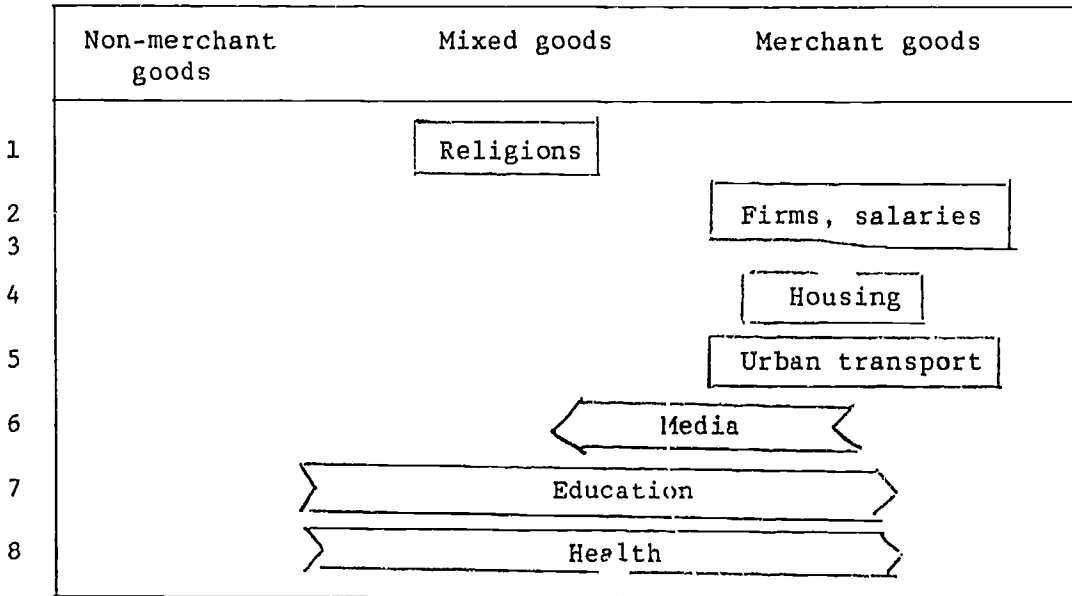 Non-merchant goods Mixed goods Merchant goods
1 Religions
2 Firms, salaries
3
4 Housing
5 Urban transport
6 Media
7 Education
8 Health